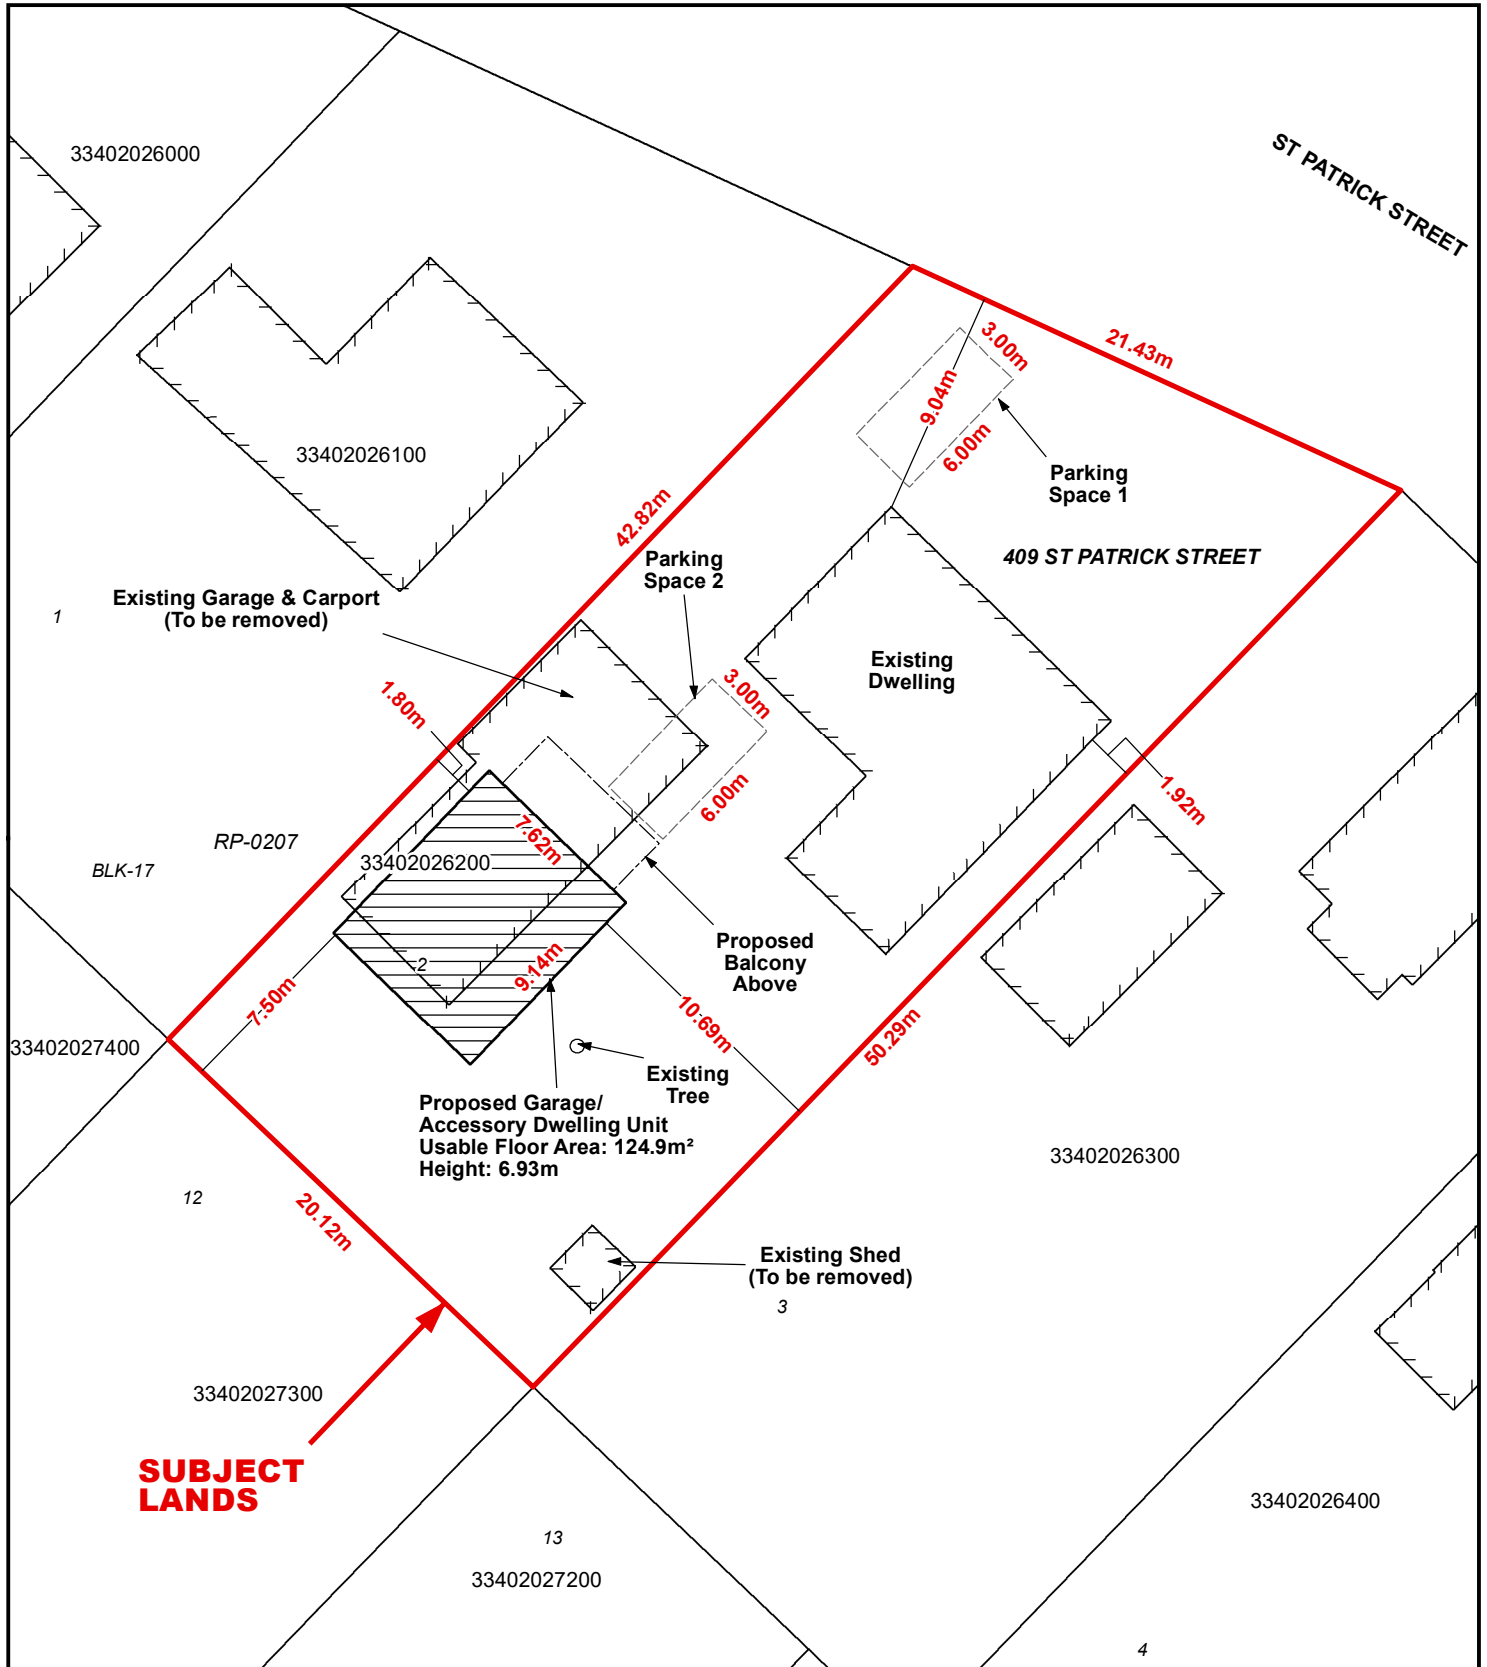 33402026000
ST PATRICK STREET
21.43m
3.00m
9.04m
6.00m
Parking
Space 1
33402026100
42.82m
409 ST PATRICK STREET
Parking
Space 2
Existing Garage & Carport
(To be removed)
1
Existing
Dwelling
3.00m
1.80m
6.00m
1.92m
RP-0207
BLK-17
7.62m
33402026200
2
9.14m
Proposed
Balcony
Above
7.50m
10.69m
50.29m
33402027400
Existing
Tree
Proposed Garage/
Accessory Dwelling Unit
Usable Floor Area: 124.9m²
Height: 6.93m
33402026300
12
20.12m
Existing Shed
(To be removed)
3
33402027300
SUBJECT
LANDS
33402026400
13
33402027200
4